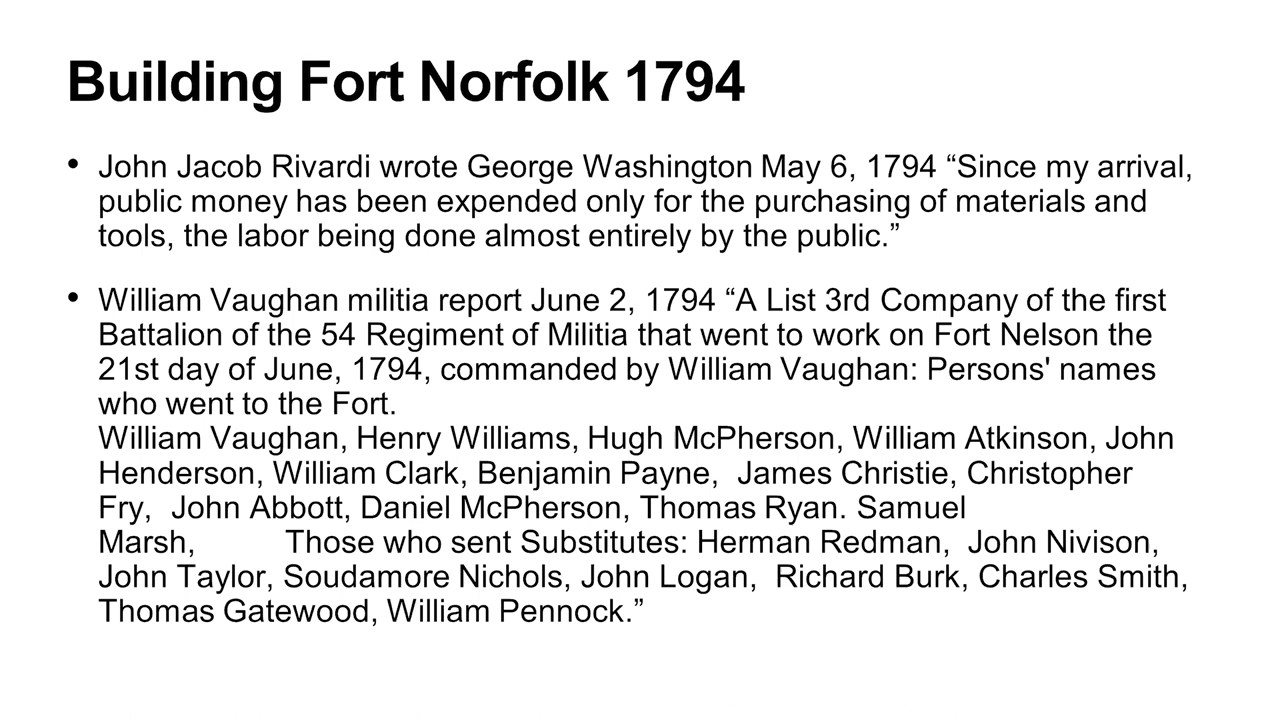 Building Fort Norfolk 1794
• John Jacob Rivardi wrote George Washington May 6, 1794 “Since my arrival,
public money has been expended only for the purchasing of materials and
tools, the labor being done almost entirely by the public.”
• William Vaughan militia report June 2, 1794 “A List 3rd Company of the first
Battalion of the 54 Regiment of Militia that went to work on Fort Nelson the
21st day of June, 1794, commanded by William Vaughan: Persons' names
who went to the Fort.
William Vaughan, Henry Williams, Hugh McPherson, William Atkinson, John
Henderson, William Clark, Benjamin Payne,  James Christie, Christopher
Fry,  John Abbott, Daniel McPherson, Thomas Ryan. Samuel
Marsh,          Those who sent Substitutes: Herman Redman,  John Nivison,
John Taylor, Soudamore Nichols, John Logan,  Richard Burk, Charles Smith,
Thomas Gatewood, William Pennock.”